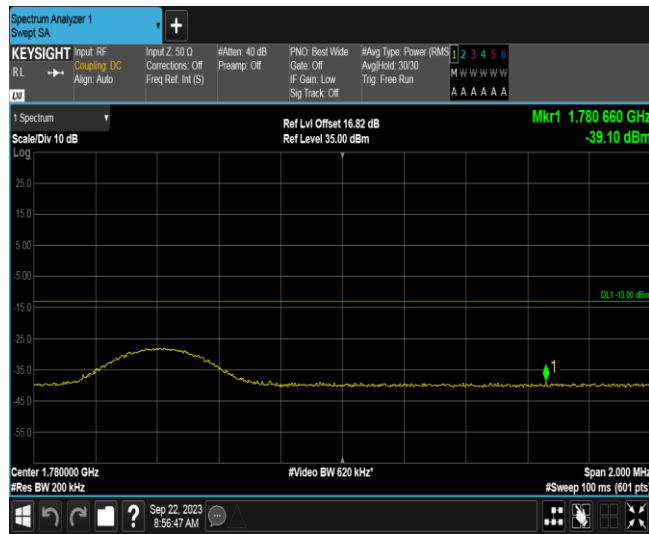 Spectrum Analyzer 1
Swept SA
+
KEYSIGHT
RL
LXI
Input: RF
Coupling: DC
Align: Auto
Input Z: 50 Ω
Corrections: Off
Freq Ref: Int (S)
#Atten: 40 dB
Preamp: Off
PNO: Best Wide
Gate: Off
IF Gain: Low
Sig Track: Off
#Avg Type: Power (RMS
Avg|Hold: 30/30
Trig: Free Run
1 2 3 4 5 6
M W W W W W
A A A A A A
1 Spectrum
Scale/Div 10 dB
Ref Lvl Offset 16.82 dB
Ref Level 35.00 dBm
Mkr1 1.780 660 GHz
-39.10 dBm
Log
25.0
15.0
5.00
-5.00
DL1 -13.00 dBm
-15.0
-25.0
-35.0
1
-45.0
-55.0
Center 1.780000 GHz
#Video BW 620 kHz*
Span 2.000 MHz
#Res BW 200 kHz
#Sweep 100 ms (601 pts
?
Sep 22, 2023
8:56:47 AM